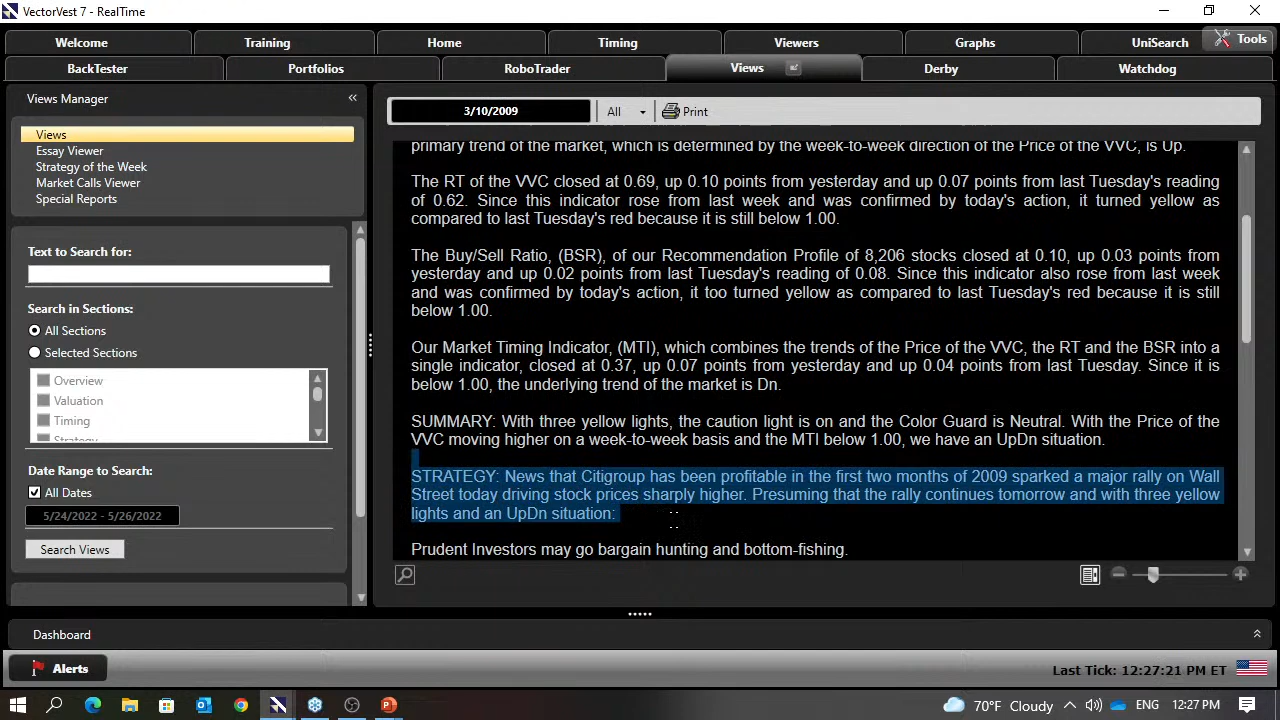 VectorVest 7 - RealTime
Welcome
Training
Home
Timing
Viewers
Graphs
UniSearch
Tools
BackTester
Portfolios
RoboTrader
Views
Derby
Watchdog
Views Manager
Views
Essay Viewer
Strategy of the Week
Market Calls Viewer
Special Reports
Text to Search for:
Search in Sections:
All Sections
Selected Sections
Overview
Valuation
Timing
Strategy
Date Range to Search:
All Dates
5/24/2022 - 5/26/2022
Search Views
3/10/2009
All
Print
primary trend of the market, which is determined by the week-to-week direction of the Price of the VVC, is Up.
The RT of the VVC closed at 0.69, up 0.10 points from yesterday and up 0.07 points from last Tuesday's reading
of 0.62. Since this indicator rose from last week and was confirmed by today's action, it turned yellow as
compared to last Tuesday's red because it is still below 1.00.
The Buy/Sell Ratio, (BSR), of our Recommendation Profile of 8,206 stocks closed at 0.10, up 0.03 points from
yesterday and up 0.02 points from last Tuesday's reading of 0.08. Since this indicator also rose from last week
and was confirmed by today's action, it too turned yellow as compared to last Tuesday's red because it is still
below 1.00.
Our Market Timing Indicator, (MTI), which combines the trends of the Price of the VVC, the RT and the BSR into a
single indicator, closed at 0.37, up 0.07 points from yesterday and up 0.04 points from last Tuesday. Since it is
below 1.00, the underlying trend of the market is Dn.
SUMMARY: With three yellow lights, the caution light is on and the Color Guard is Neutral. With the Price of the
VVC moving higher on a week-to-week basis and the MTI below 1.00, we have an UpDn situation.
STRATEGY: News that Citigroup has been profitable in the first two months of 2009 sparked a major rally on Wall
Street today driving stock prices sharply higher. Presuming that the rally continues tomorrow and with three yellow
lights and an UpDn situation:
Prudent Investors may go bargain hunting and bottom-fishing.
Dashboard
Alerts
Last Tick: 12:27:21 PM ET
70°F Cloudy
ENG
12:27 PM